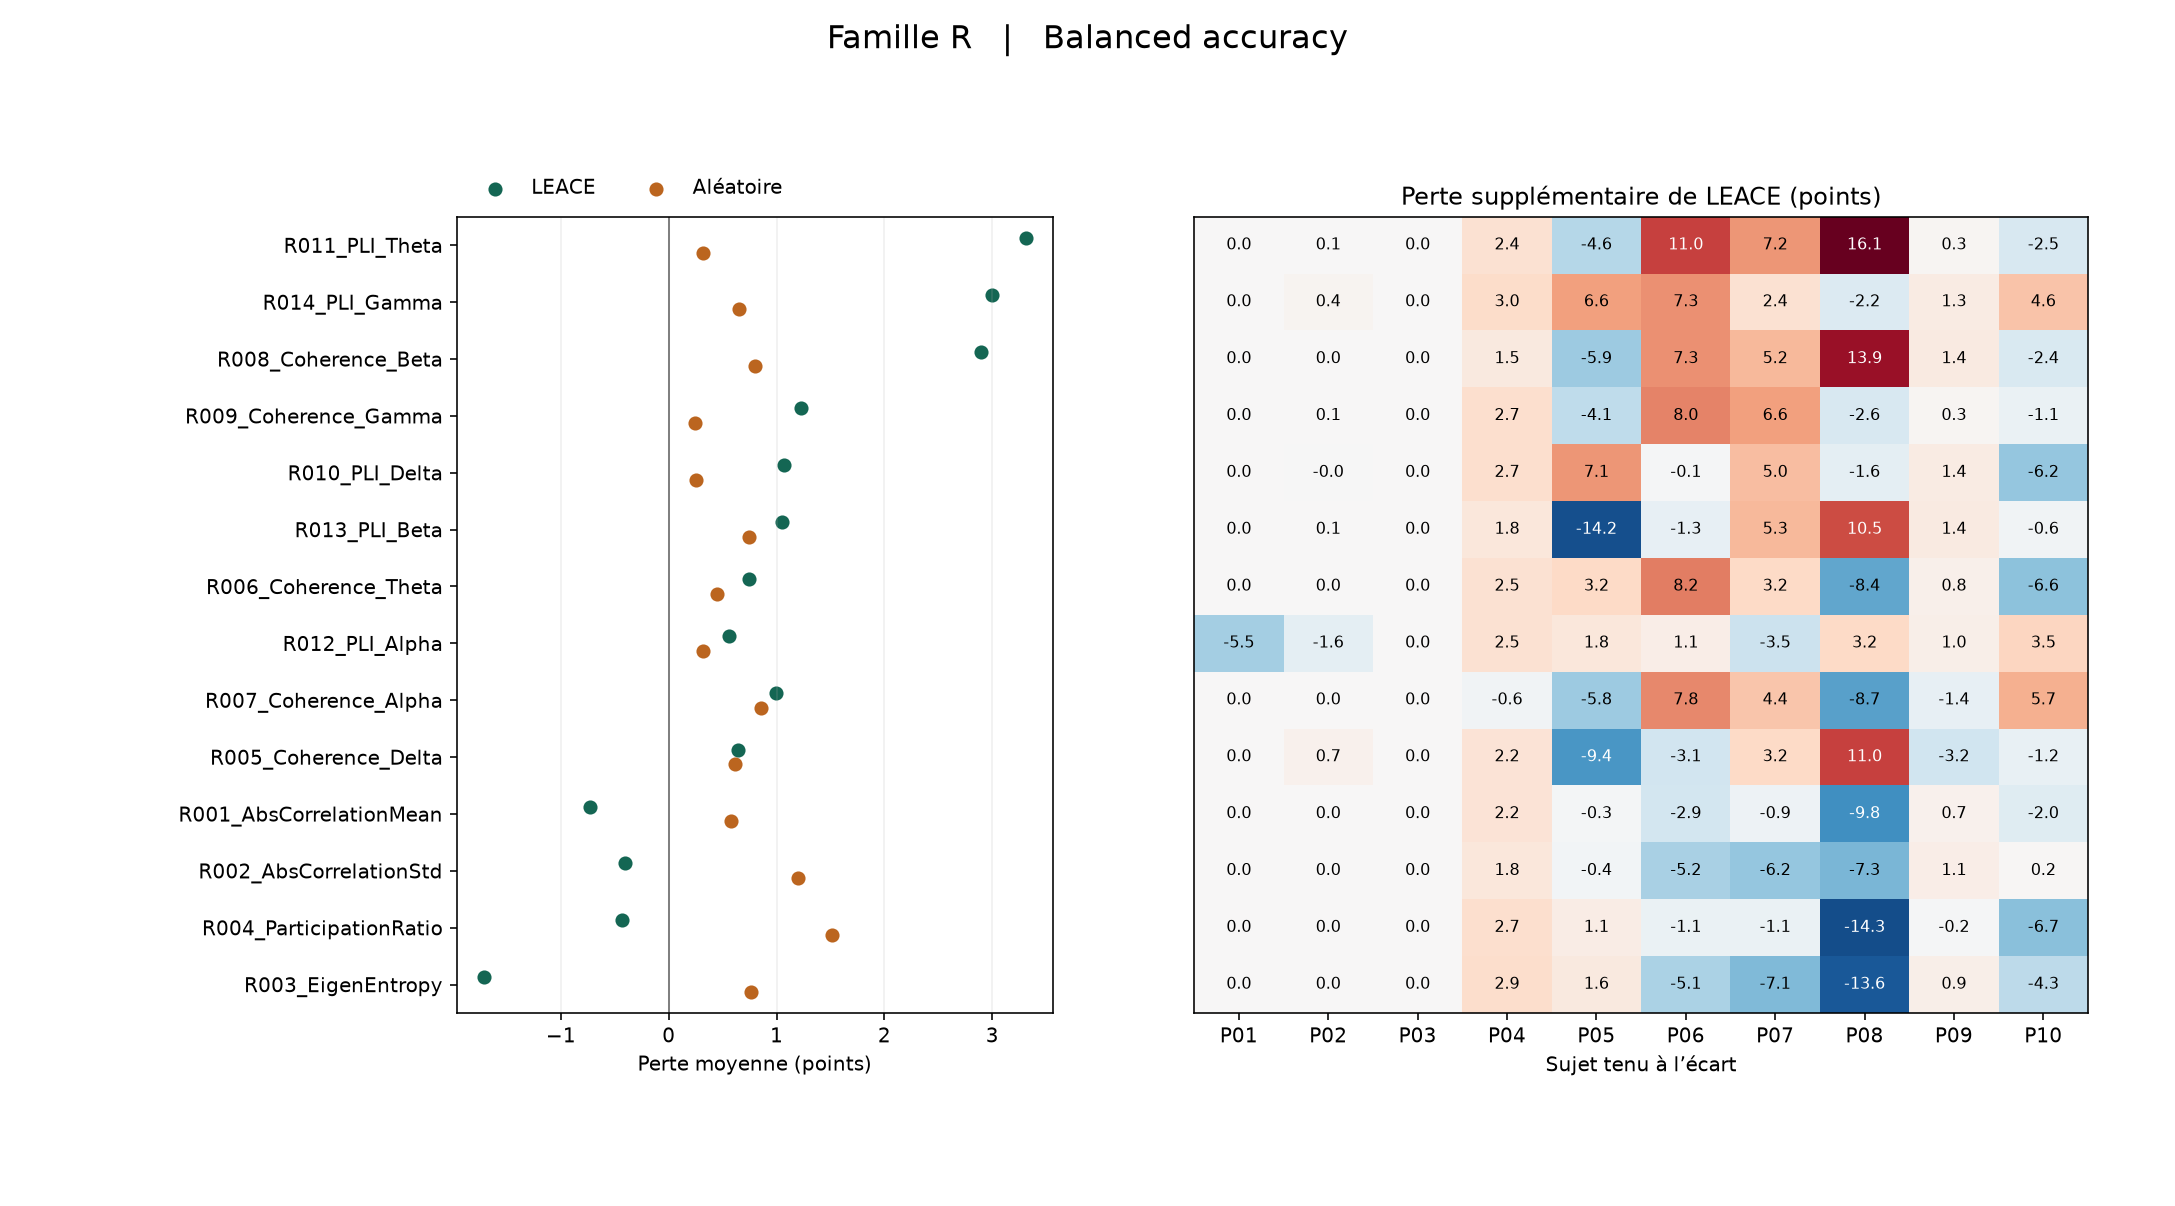 Famille R | Balanced accuracy
LEACE Aléatoire
Perte supplémentaire de LEACE (points)
R011_PLI_Theta 0.0 0.1 0.0 2.4 -4.6 11.0 7.2 16.1 0.3 -2.5
R014_PLI_Gamma 0.0 0.4 0.0 3.0 6.6 7.3 2.4 -2.2 1.3 4.6
R008_Coherence_Beta 0.0 0.0 0.0 1.5 -5.9 7.3 5.2 13.9 1.4 -2.4
R009_Coherence_Gamma 0.0 0.1 0.0 2.7 -4.1 8.0 6.6 -2.6 0.3 -1.1
R010_PLI_Delta 0.0 -0.0 0.0 2.7 7.1 -0.1 5.0 -1.6 1.4 -6.2
R013_PLI_Beta 0.0 0.1 0.0 1.8 -14.2 -1.3 5.3 10.5 1.4 -0.6
R006_Coherence_Theta 0.0 0.0 0.0 2.5 3.2 8.2 3.2 -8.4 0.8 -6.6
R012_PLI_Alpha -5.5 -1.6 0.0 2.5 1.8 1.1 -3.5 3.2 1.0 3.5
R007_Coherence_Alpha 0.0 0.0 0.0 -0.6 -5.8 7.8 4.4 -8.7 -1.4 5.7
R005_Coherence_Delta 0.0 0.7 0.0 2.2 -9.4 -3.1 3.2 11.0 -3.2 -1.2
R001_AbsCorrelationMean 0.0 0.0 0.0 2.2 -0.3 -2.9 -0.9 -9.8 0.7 -2.0
R002_AbsCorrelationStd 0.0 0.0 0.0 1.8 -0.4 -5.2 -6.2 -7.3 1.1 0.2
R004_ParticipationRatio 0.0 0.0 0.0 2.7 1.1 -1.1 -1.1 -14.3 -0.2 -6.7
R003_EigenEntropy 0.0 0.0 0.0 2.9 1.6 -5.1 -7.1 -13.6 0.9 -4.3
−1 0 1 2 3 P01 P02 P03 P04 P05 P06 P07 P08 P09 P10
Perte moyenne (points) Sujet tenu à l’écart